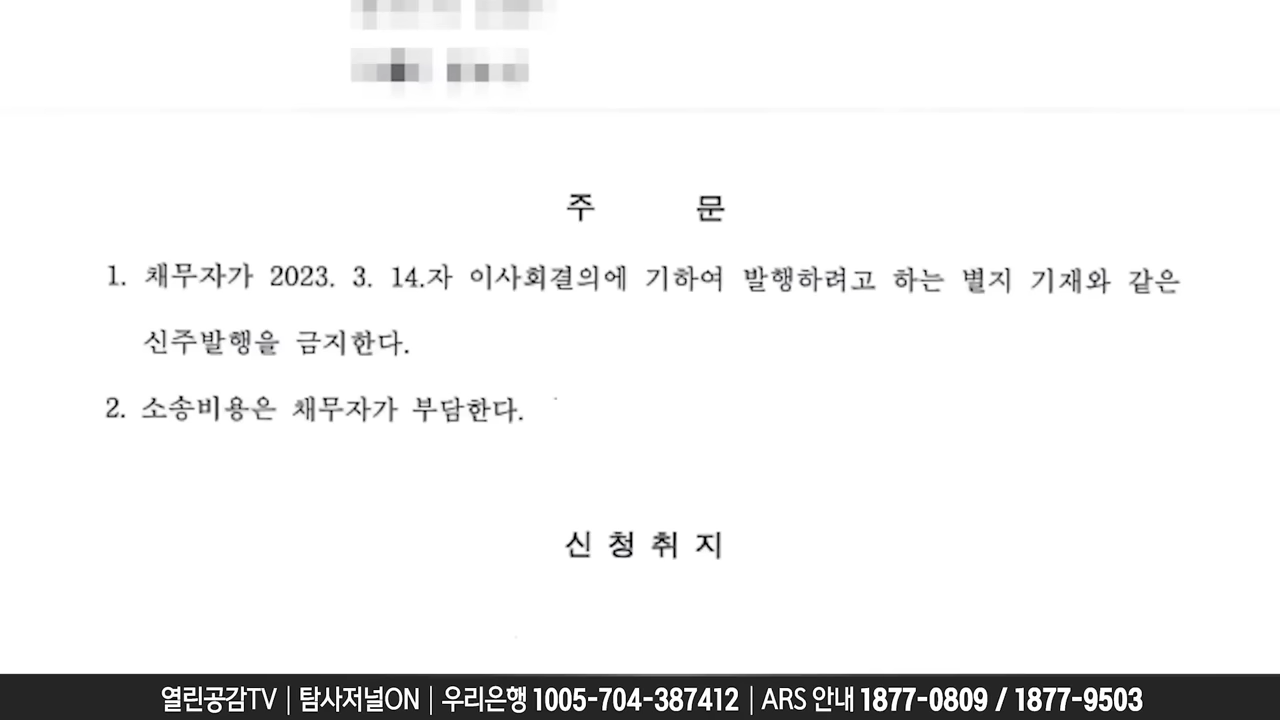 주 문
1. 채무자가 2023. 3. 14.자 이사회결의에 기하여 발행하려고 하는 별지 기재와 같은
신주발행을 금지한다.
2. 소송비용은 채무자가 부담한다.
신 청 취 지
열린공감TV | 탐사저널ON | 우리은행 1005-704-387412 | ARS 안내 1877-0809 / 1877-9503